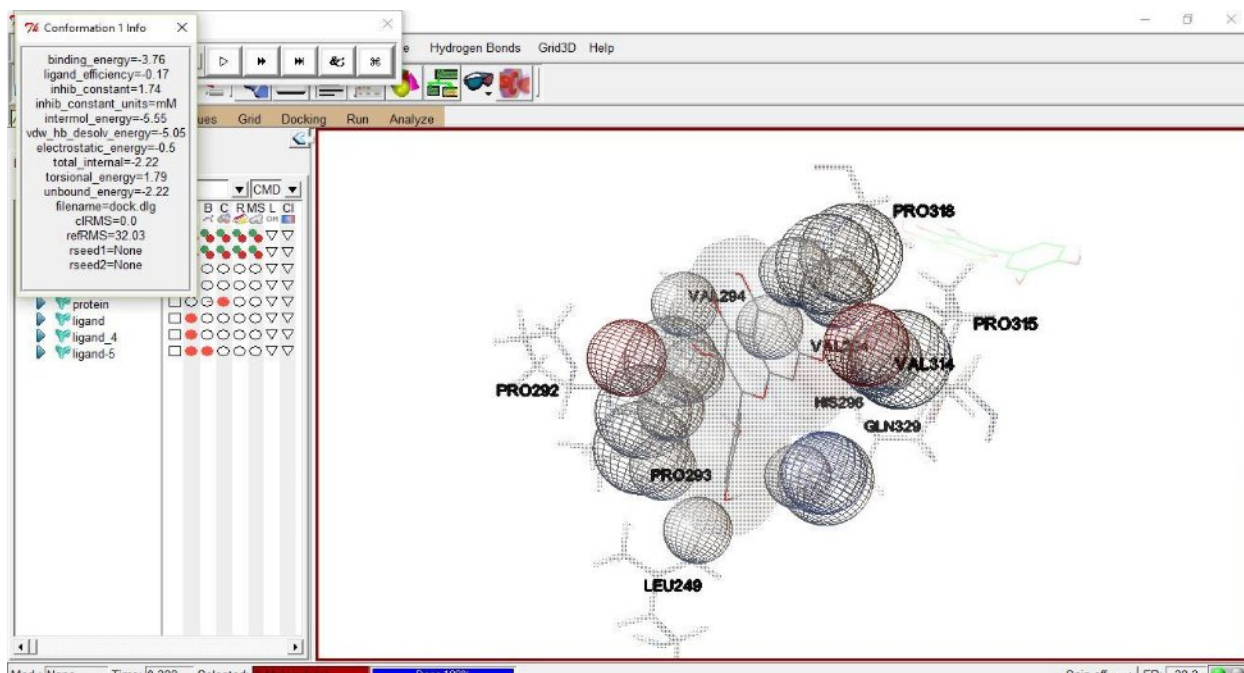 Conformation 1 Info
binding_energy=-3.76
ligand_efficiency=-0.17
inhib_constant=1.74
inhib_constant_units=mM
intermol_energy=-5.55
vdw_hb_desolv_energy=-5.05
electrostatic_energy=-0.5
total_internal=-2.22
torsional_energy=1.79
unbound_energy=-2.22
filename=dock.dlg
clRMS=0.0
refRMS=32.03
rseed1=None
rseed2=None
Hydrogen Bonds Grid3D Help
Grid Docking Run Analyze
CMD
B C R MS L Cl
protein
ligand
ligand_4
ligand-5
PRO316
VAL294
PRO315
VAL314
PRO292
HIS296
GLN329
PRO293
LEU249